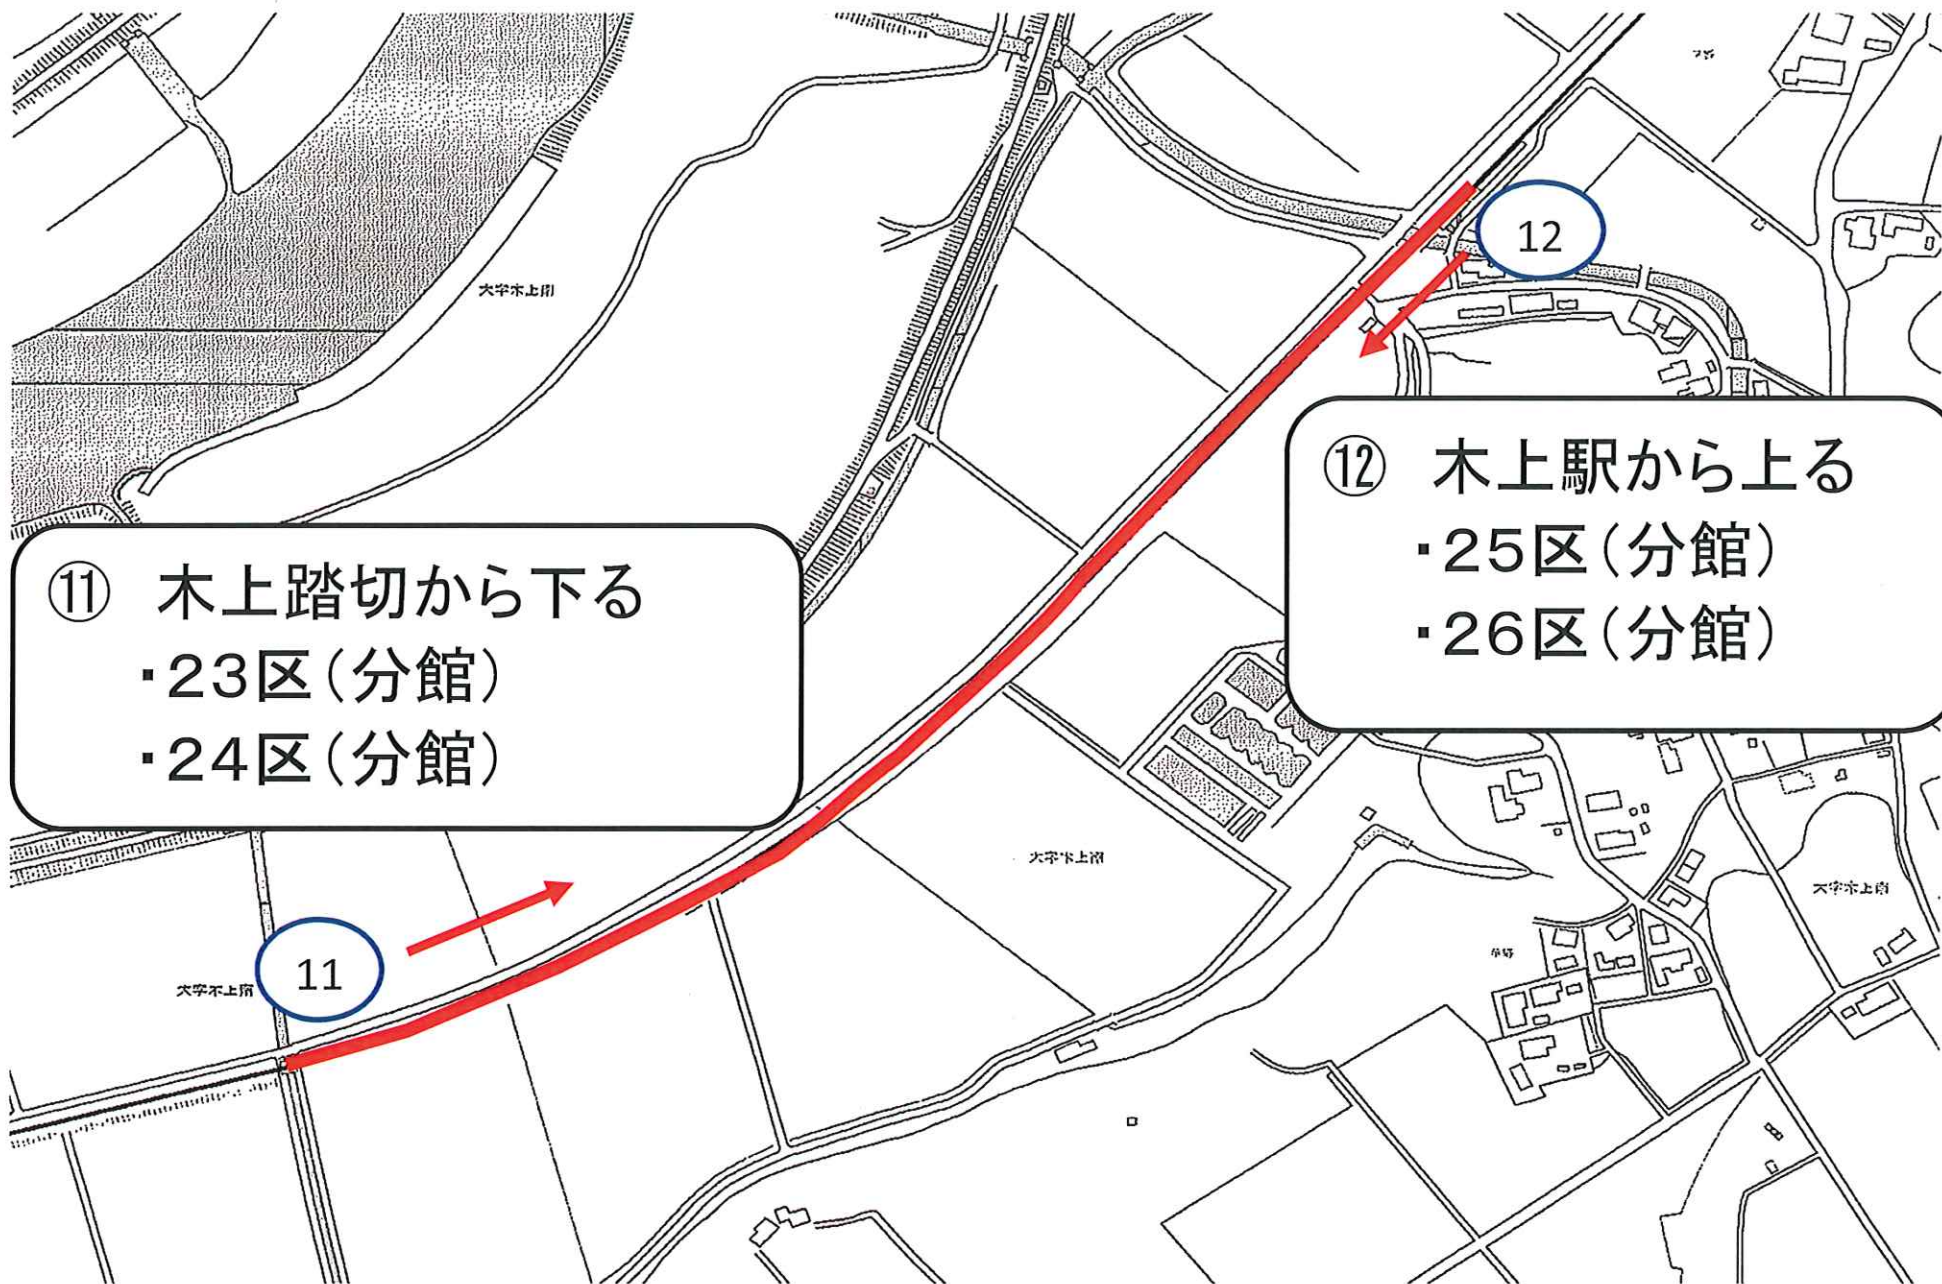 大字木上南
12
⑫ 木上駅から上る
・25区(分館)
・26区(分館)
⑪ 木上踏切から下る
・23区(分館)
・24区(分館)
大字木上南
大字木上南
11
大字木上南